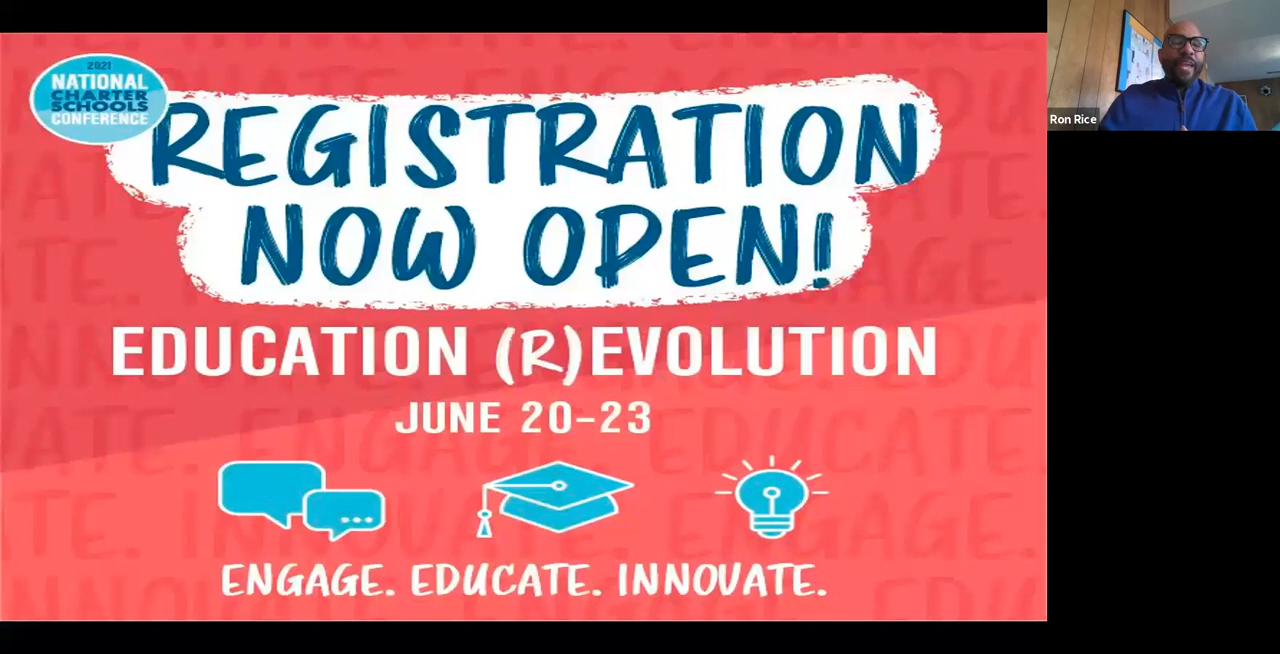 2021
NATIONAL
CHARTER
SCHOOLS
CONFERENCE
REGISTRATION
NOW OPEN!
EDUCATION (R)EVOLUTION
JUNE 20-23
ENGAGE. EDUCATE. INNOVATE.
Ron Rice